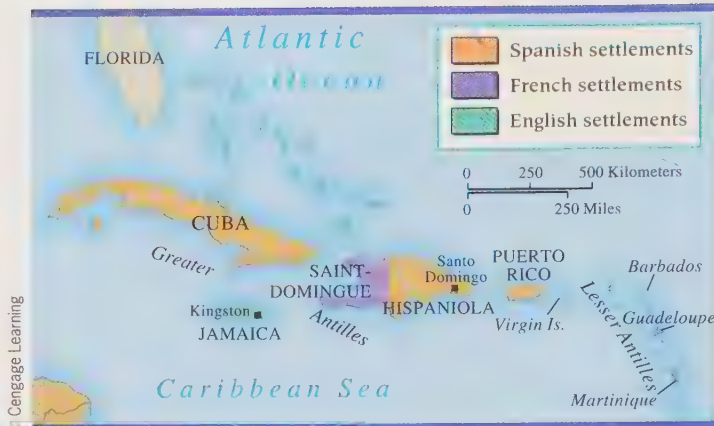 Atlantic
Ocean
FLORIDA
Spanish settlements
French settlements
English settlements
0 250 500 Kilometers
0 250 Miles
CUBA
Greater
Antilles
SAINT-
DOMINGUE
Santo
Domingo
HISPANIOLA
PUERTO
RICO
Virgin Is.
Barbados
Lesser Antilles
Guadeloupe
Martinique
Kingston
JAMAICA
Caribbean Sea
Cengage Learning